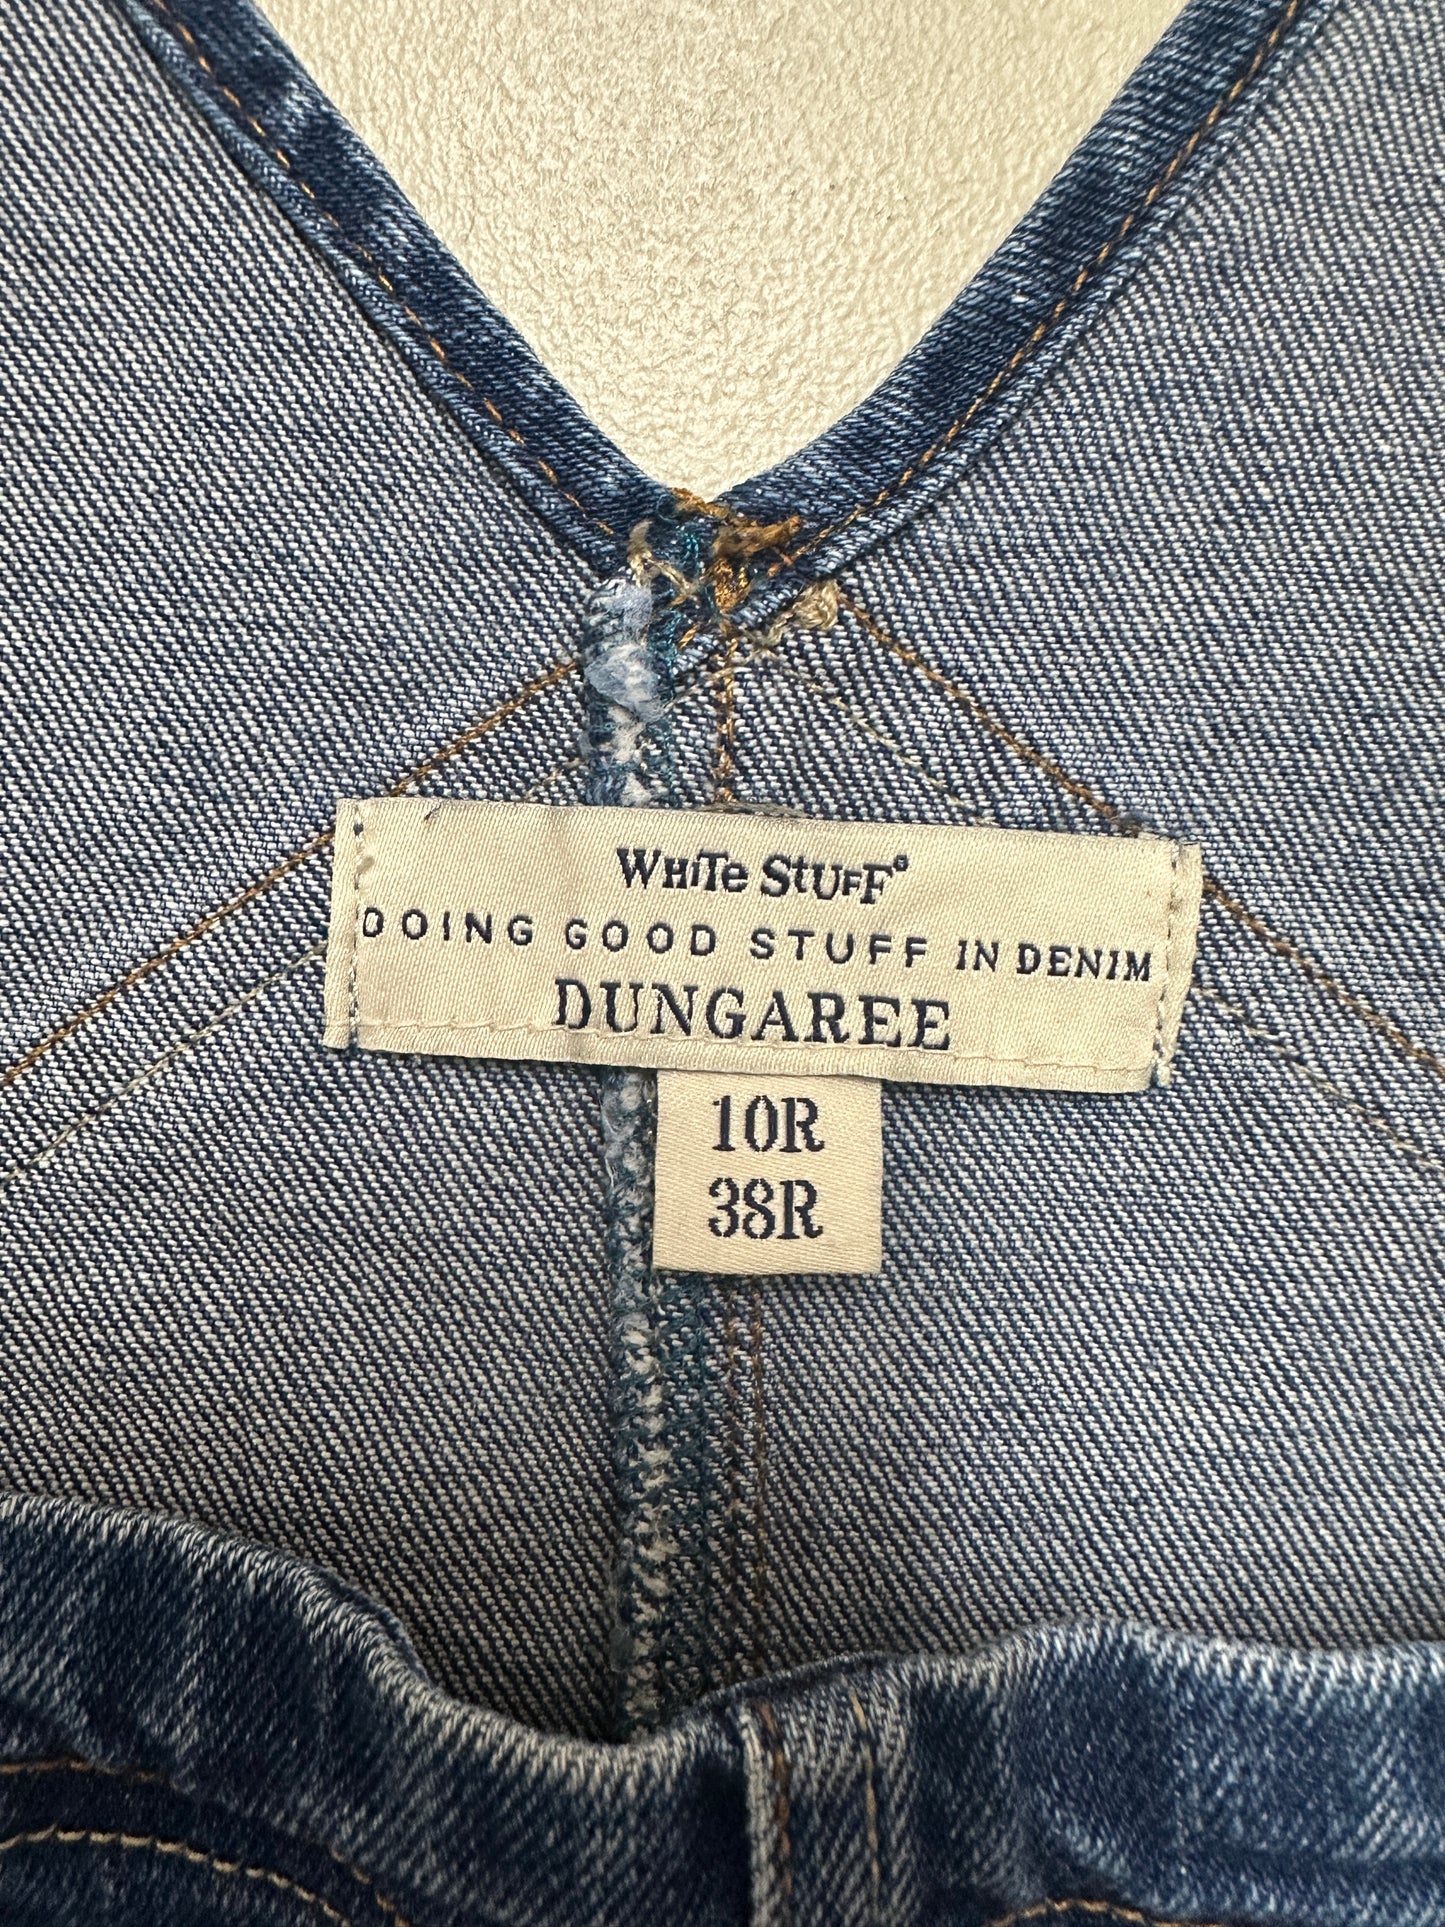 WHiTe STUFF®
DOING GOOD STUFF IN DENIM
DUNGAREE
10R
38R